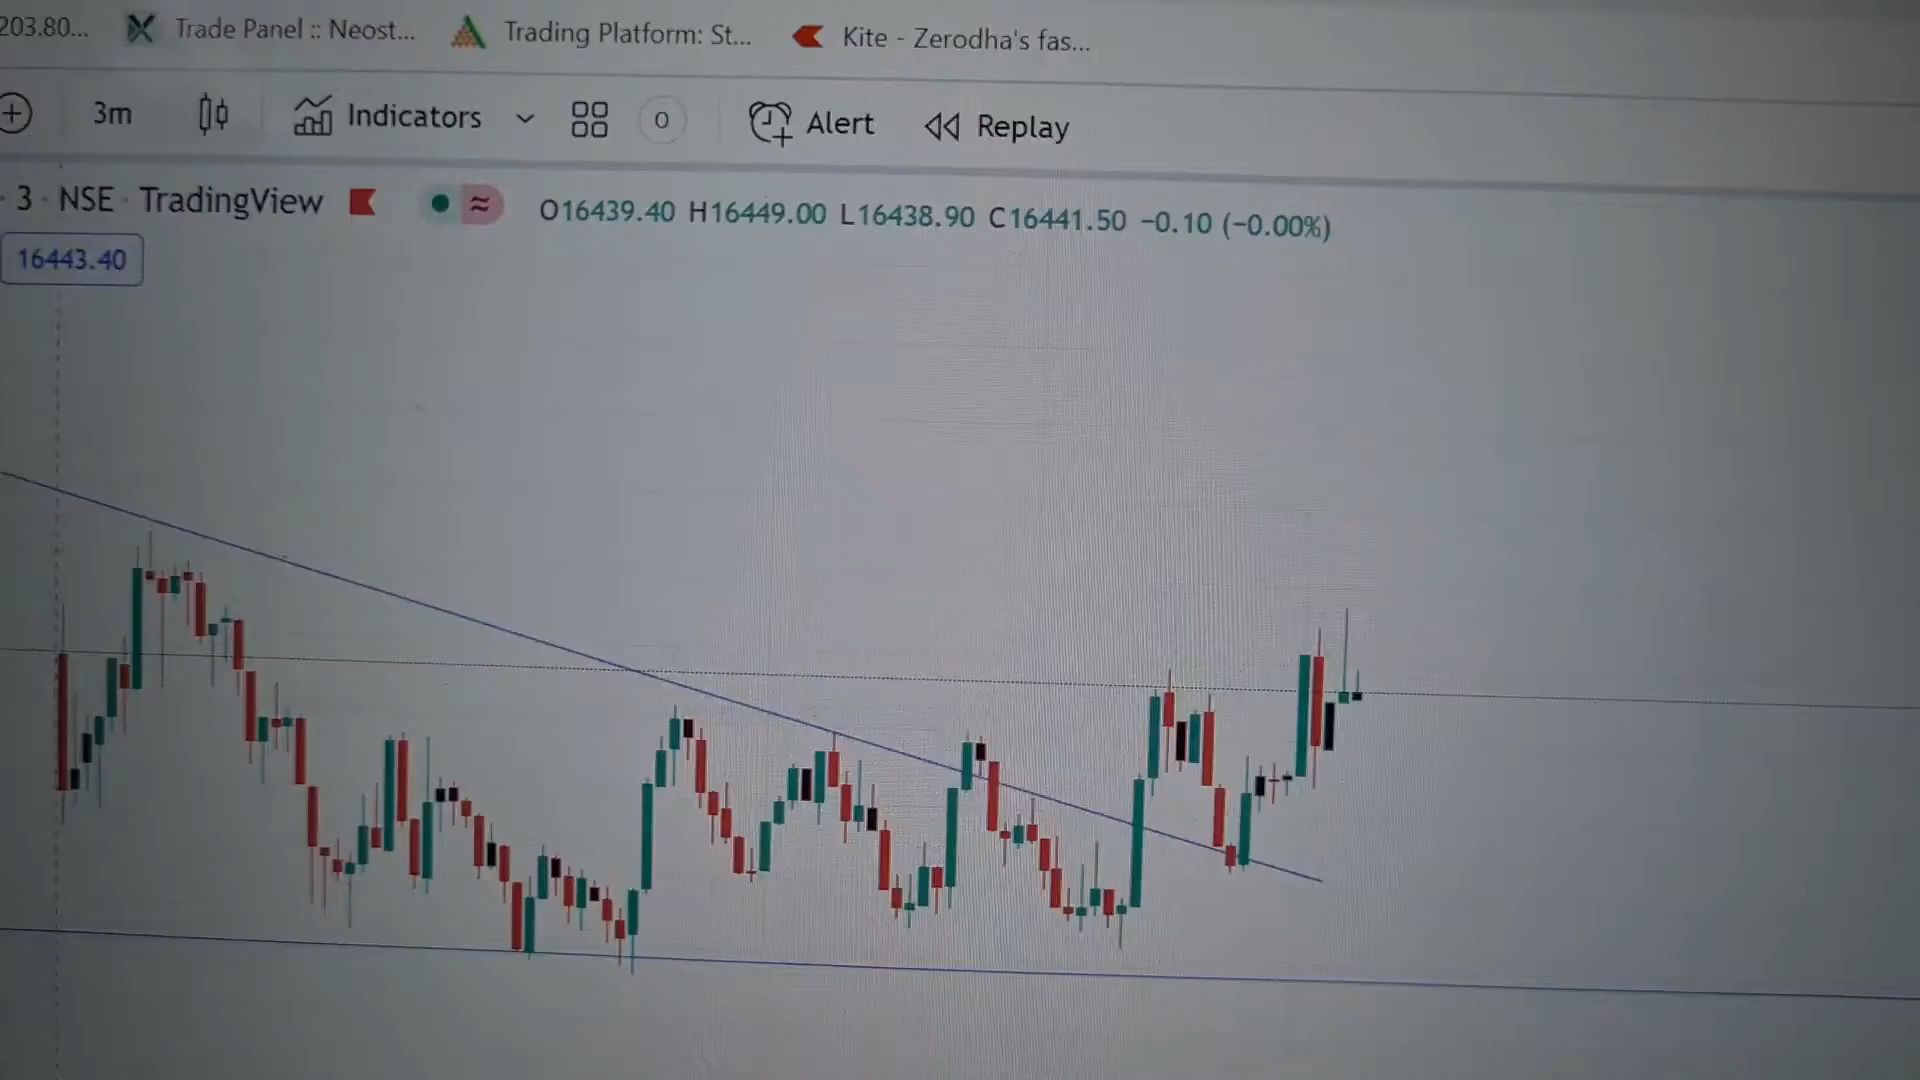 203.80... Trade Panel :: Neost... Trading Platform: St... Kite - Zerodha's fas...
3m Indicators 0 Alert Replay
· 3 · NSE · TradingView ≈ O16439.40 H16449.00 L16438.90 C16441.50 −0.10 (−0.00%)
16443.40